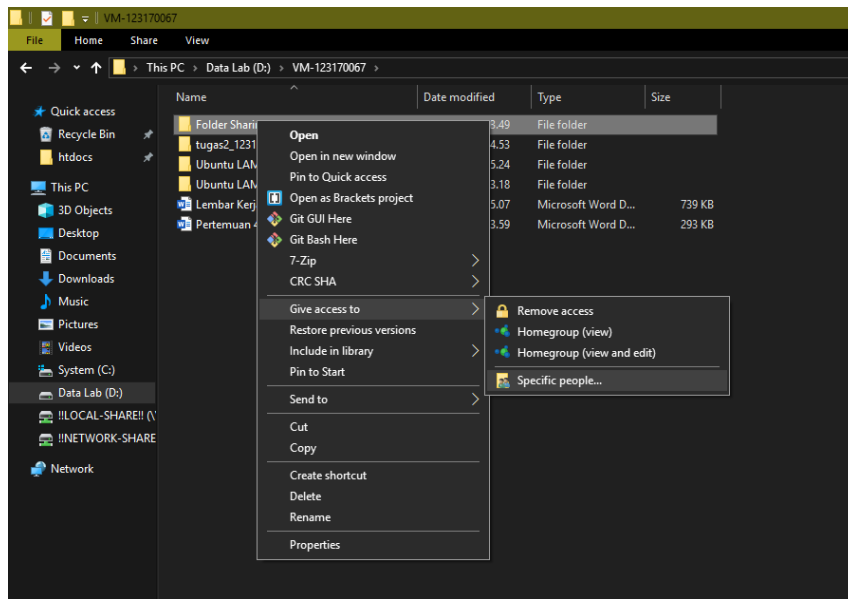 VM-123170067
File Home Share View
This PC > Data Lab (D:) > VM-123170067 >
Name Date modified Type Size
Quick access
Recycle Bin
htdocs
This PC
3D Objects
Desktop
Documents
Downloads
Music
Pictures
Videos
System (C:)
Data Lab (D:)
!!LOCAL-SHARE!! (\
!!NETWORK-SHARE
Network
Folder Sharin 3.49 File folder
tugas2_1231 4.53 File folder
Ubuntu LAM 5.24 File folder
Ubuntu LAM 3.18 File folder
Lembar Kerj 5.07 Microsoft Word D... 739 KB
Pertemuan 4 3.59 Microsoft Word D... 293 KB
Open
Open in new window
Pin to Quick access
Open as Brackets project
Git GUI Here
Git Bash Here
7-Zip
CRC SHA
Give access to
Restore previous versions
Include in library
Pin to Start
Send to
Cut
Copy
Create shortcut
Delete
Rename
Properties
Remove access
Homegroup (view)
Homegroup (view and edit)
Specific people...